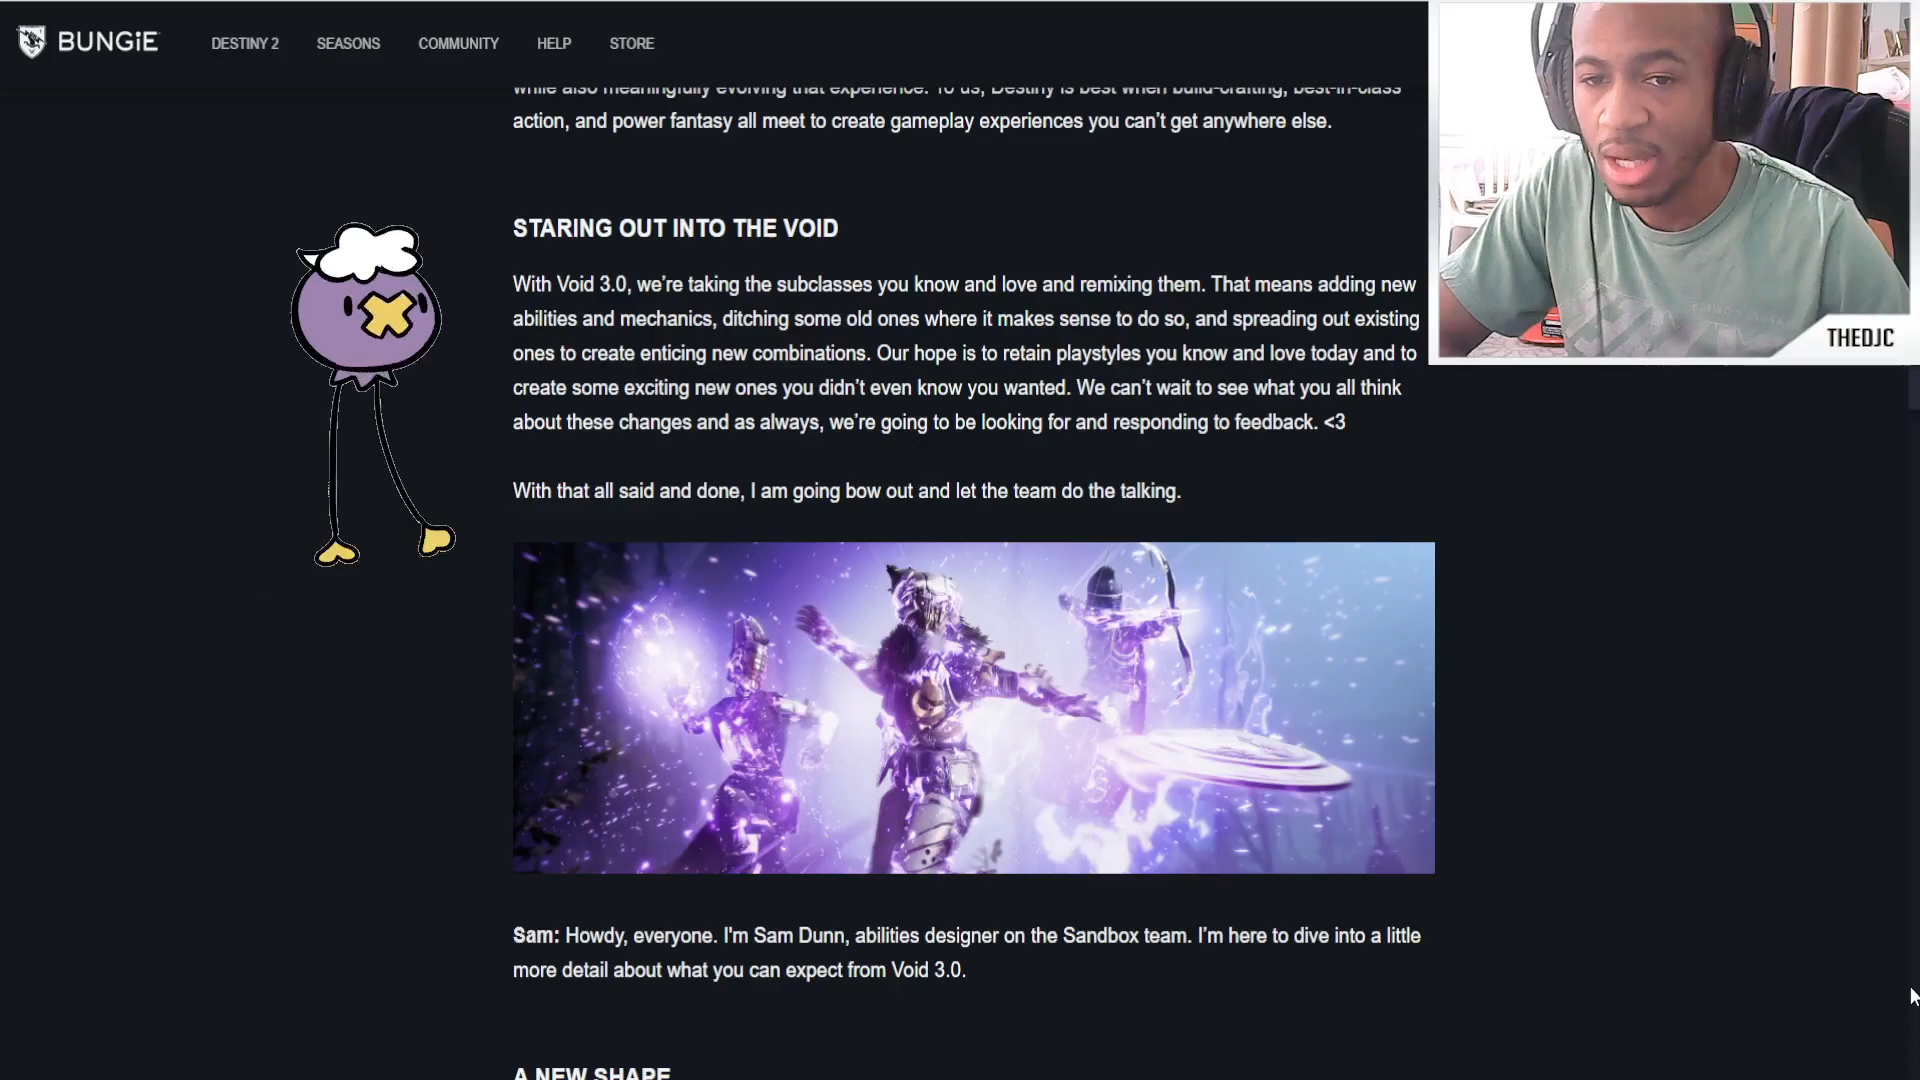 BUNGiE
DESTINY 2 SEASONS COMMUNITY HELP STORE
while also meaningfully evolving that experience. To us, Destiny is best when build-crafting, best-in-class
action, and power fantasy all meet to create gameplay experiences you can’t get anywhere else.
STARING OUT INTO THE VOID
With Void 3.0, we’re taking the subclasses you know and love and remixing them. That means adding new
abilities and mechanics, ditching some old ones where it makes sense to do so, and spreading out existing
ones to create enticing new combinations. Our hope is to retain playstyles you know and love today and to
create some exciting new ones you didn’t even know you wanted. We can’t wait to see what you all think
about these changes and as always, we’re going to be looking for and responding to feedback. <3
With that all said and done, I am going bow out and let the team do the talking.
Sam: Howdy, everyone. I'm Sam Dunn, abilities designer on the Sandbox team. I’m here to dive into a little
more detail about what you can expect from Void 3.0.
A NEW SHAPE
THEDJC